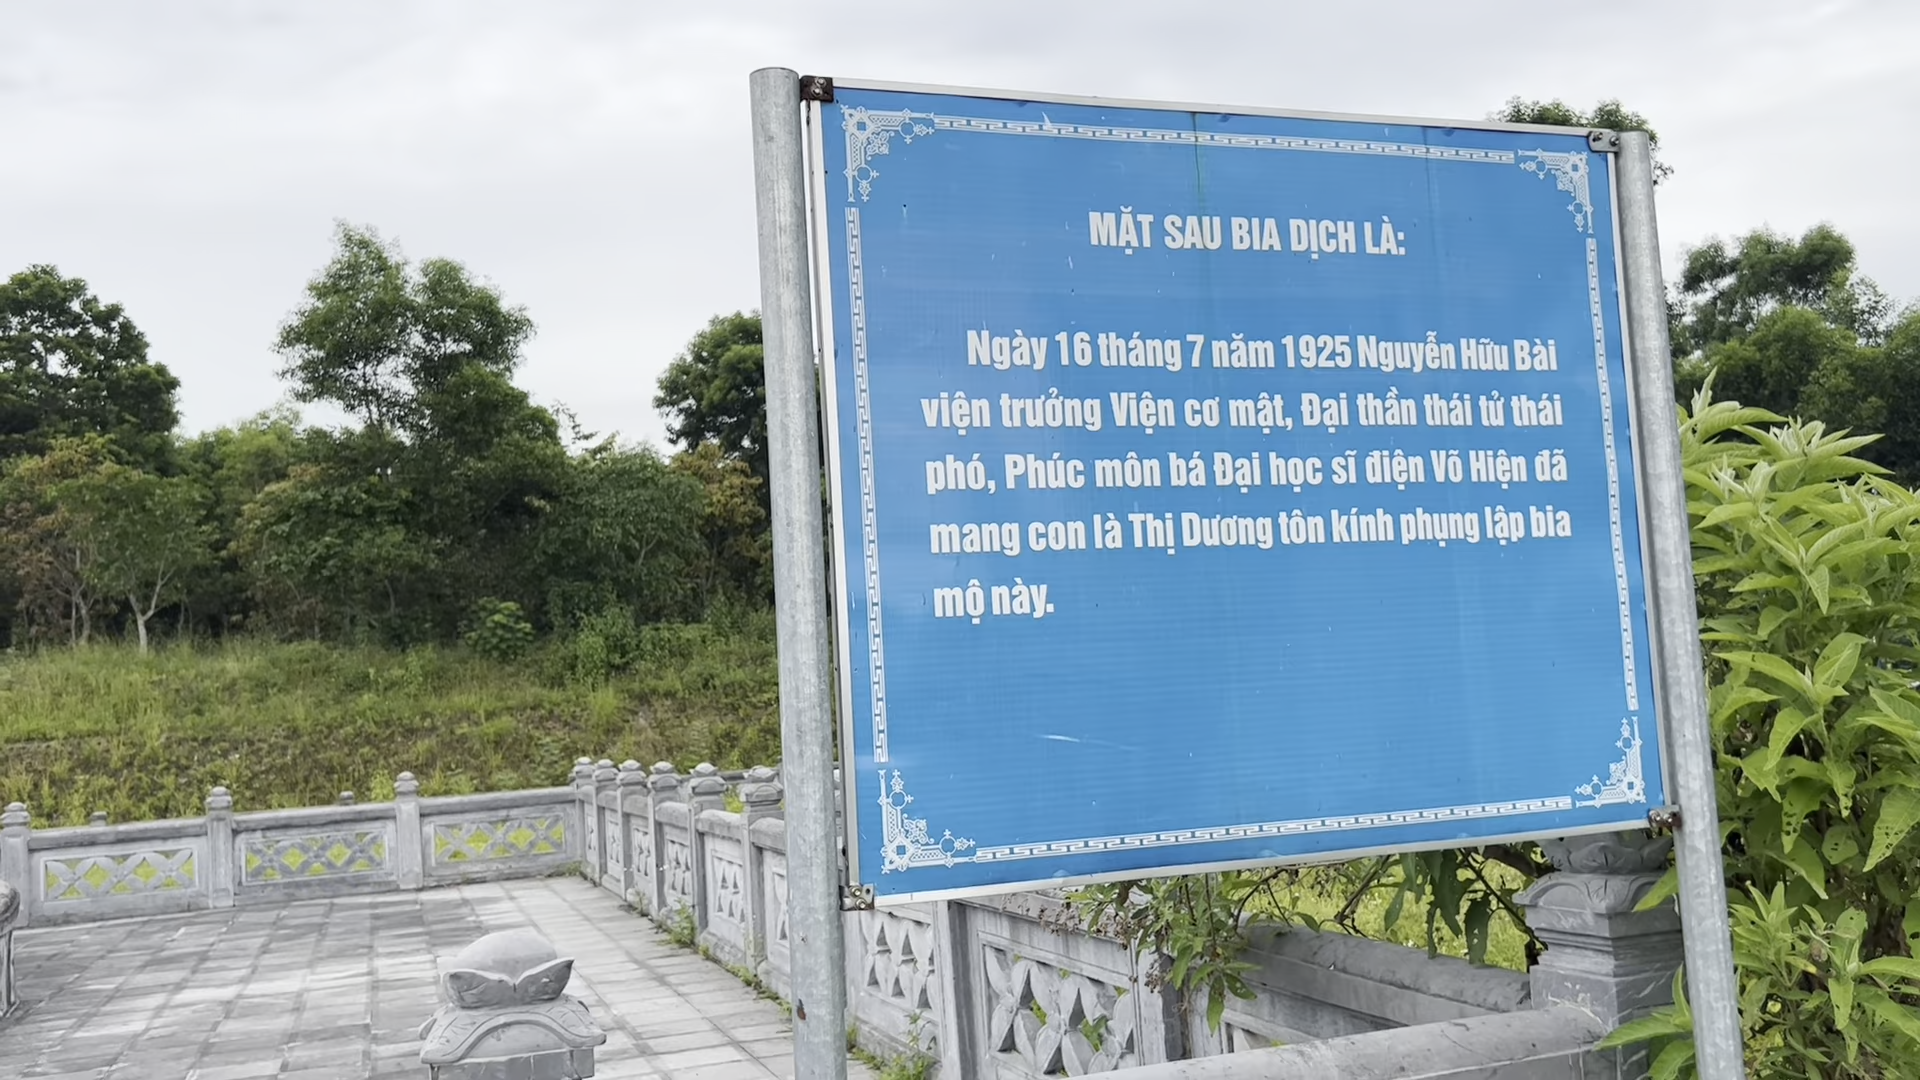 MẶT SAU BIA DỊCH LÀ:
Ngày 16 tháng 7 năm 1925 Nguyễn Hữu Bài
viện trưởng Viện cơ mật, Đại thần thái tử thái
phó, Phúc môn bá Đại học sĩ điện Võ Hiện đã
mang con là Thị Dương tôn kính phụng lập bia
mộ này.